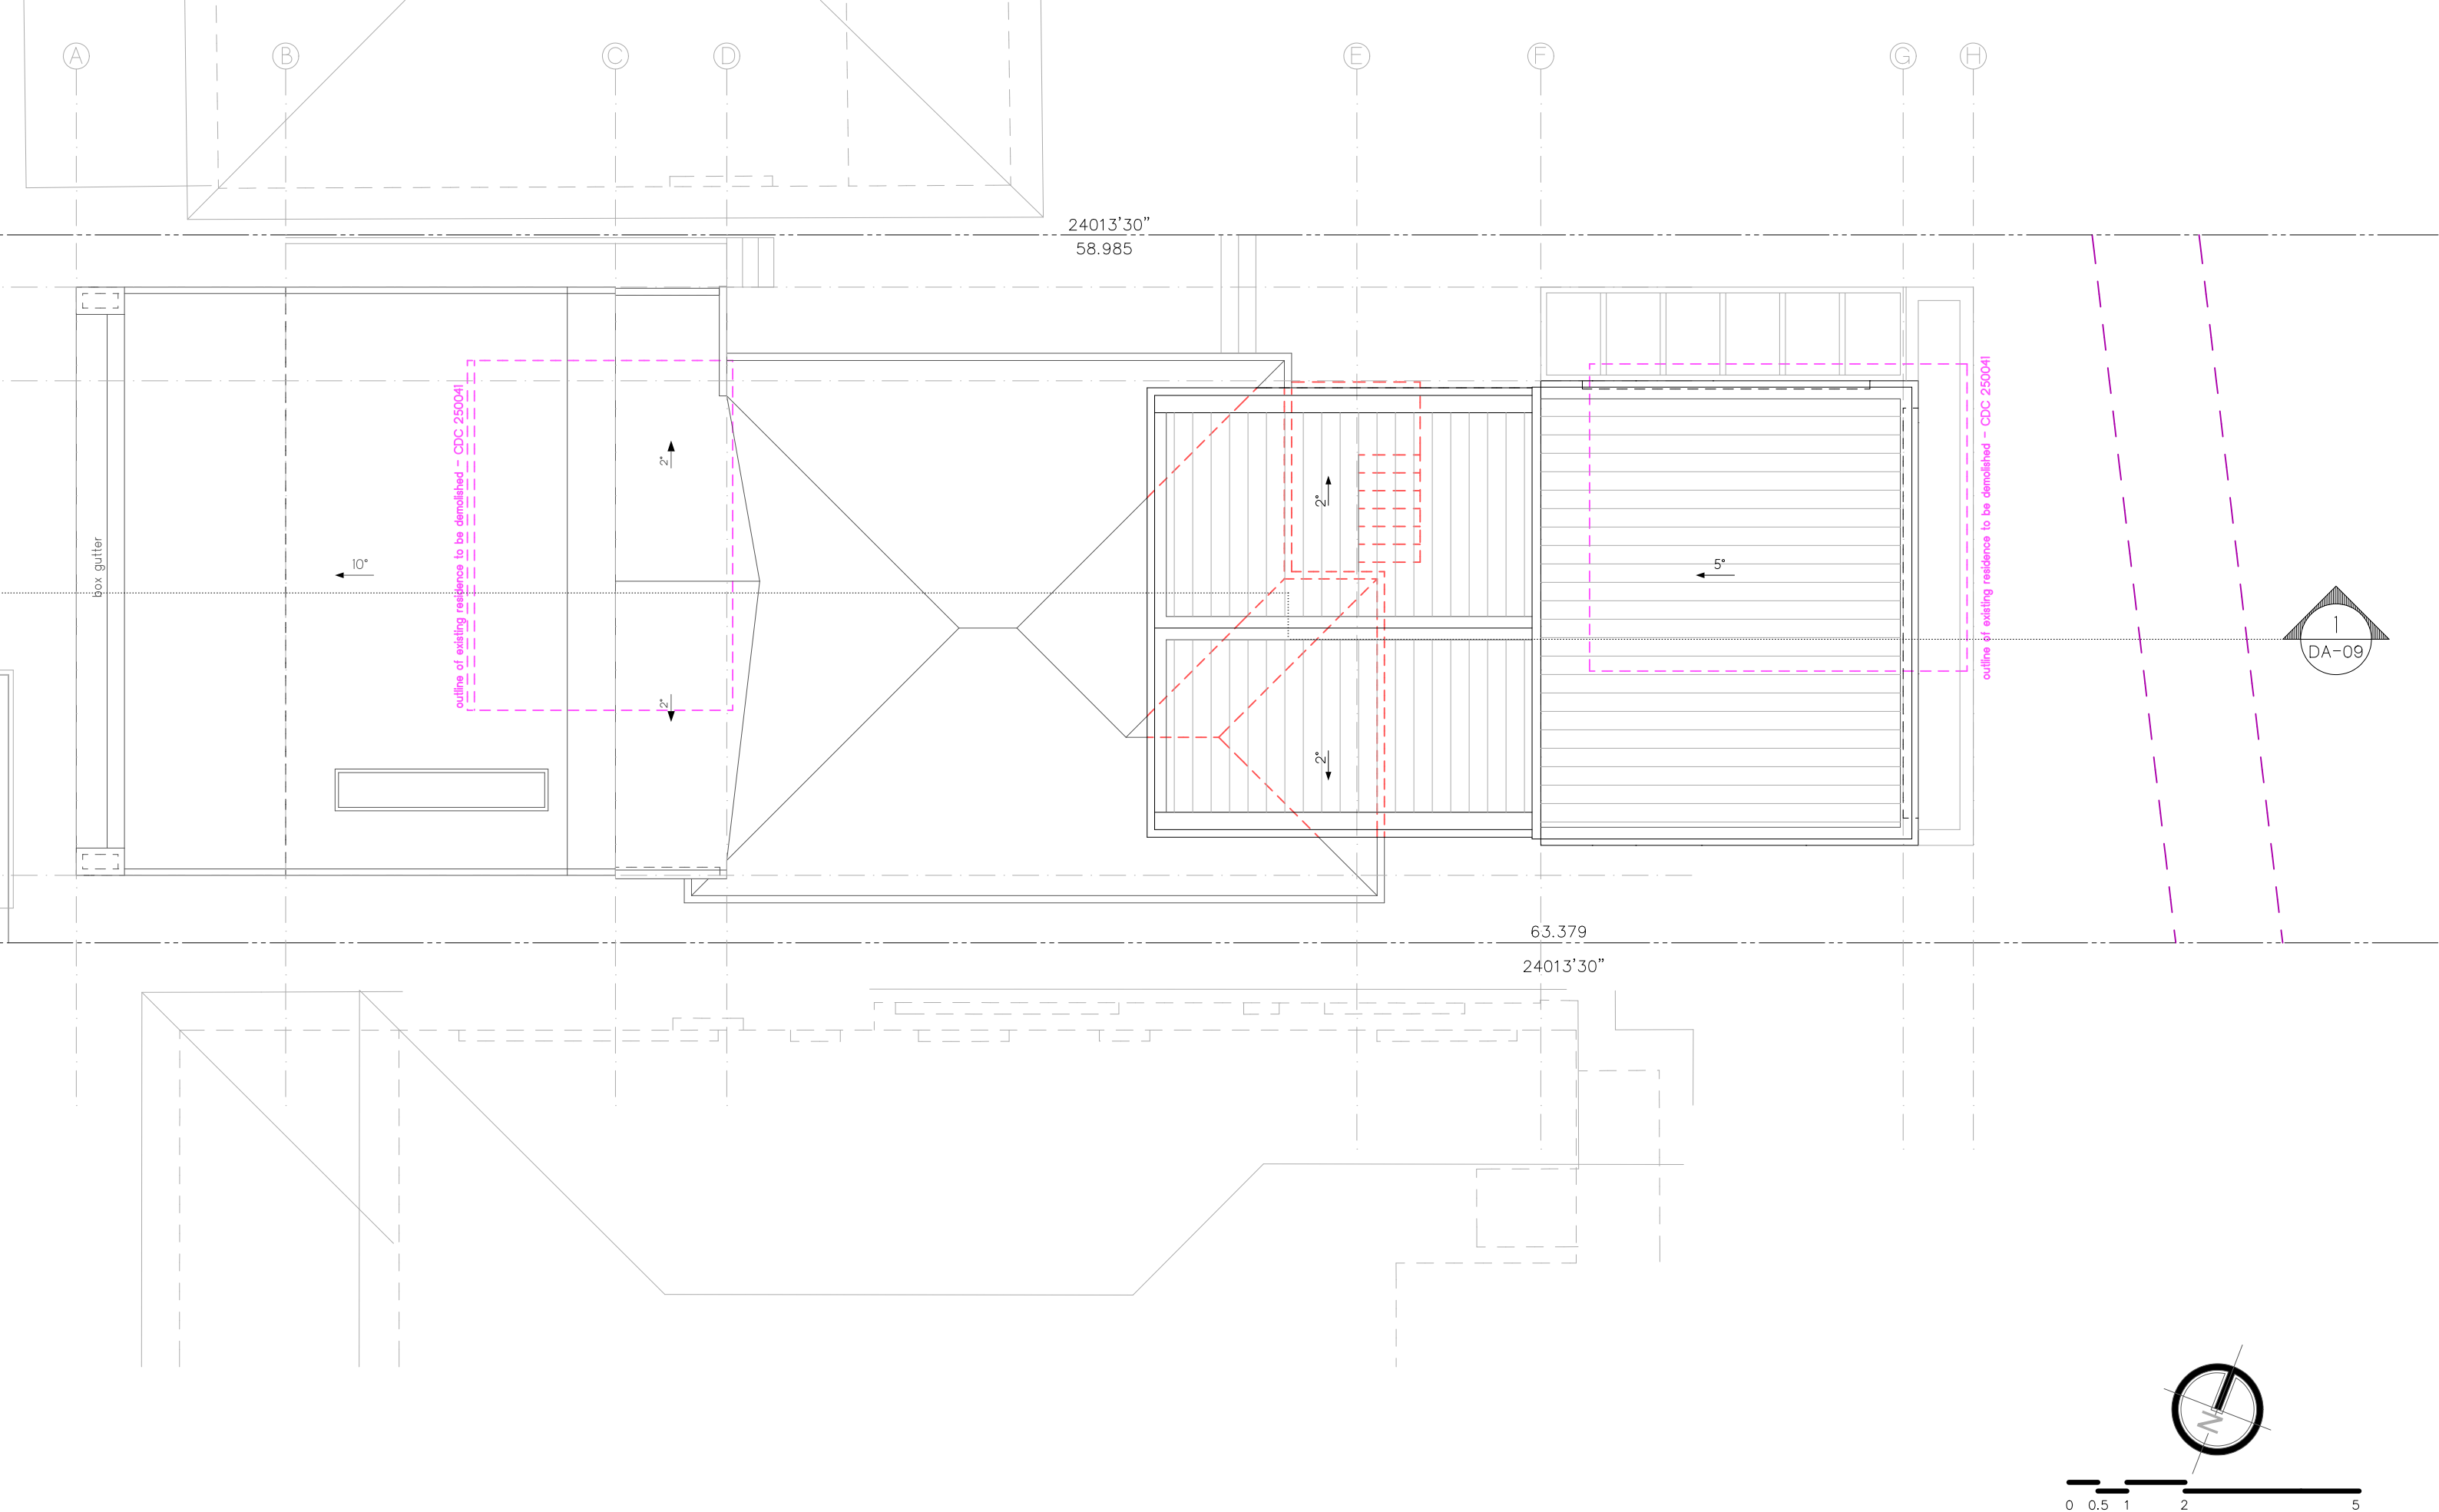 A B C D E F G H
24013'30"
58.985
outline of existing residence to be demolished - CDC 250041
outline of existing residence to be demolished - CDC 250041
2°
2°
box gutter
10°
5°
1
DA-09
2°
2°
63.379
24013'30"
N
0 0.5 1 2 5